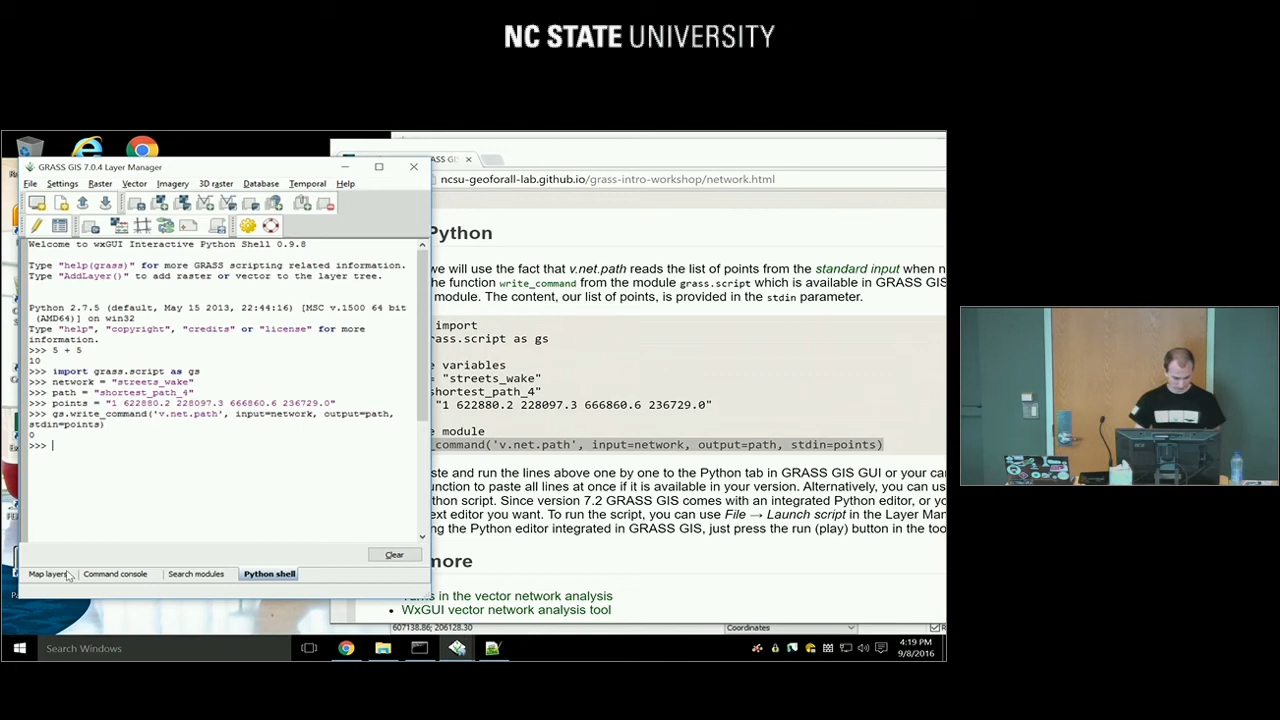 NC STATE UNIVERSITY
GRASS GIS 7.0.4 Layer Manager
File Settings Raster Vector Imagery 3D raster Database Temporal Help
Welcome to wxGUI Interactive Python Shell 0.9.8
Type "help(grass)" for more GRASS scripting related information.
Type "AddLayer()" to add raster or vector to the layer tree.
Python 2.7.5 (default, May 15 2013, 22:44:16) [MSC v.1500 64 bit
(AMD64)] on win32
Type "help", "copyright", "credits" or "license" for more
information.
>>> 5 + 5
10
>>> import grass.script as gs
>>> network = "streets_wake"
>>> path = "shortest_path_4"
>>> points = "1 622880.2 228097.3 666860.6 236729.0"
>>> gs.write_command('v.net.path', input=network, output=path,
stdin=points)
0
>>>
Clear
Map layers Command console Search modules Python shell
ASS GI
ncsu-geoforall-lab.github.io/grass-intro-workshop/network.html
Python
we will use the fact that v.net.path reads the list of points from the standard input when n
the function write_command from the module grass.script which is available in GRASS GIS
module. The content, our list of points, is provided in the stdin parameter.
import
rass.script as gs
e variables
= "streets_wake"
shortest_path_4"
"1 622880.2 228097.3 666860.6 236729.0"
e module
_command('v.net.path', input=network, output=path, stdin=points)
ste and run the lines above one by one to the Python tab in GRASS GIS GUI or your can
unction to paste all lines at once if it is available in your version. Alternatively, you can us
hon script. Since version 7.2 GRASS GIS comes with an integrated Python editor, or yo
ext editor you want. To run the script, you can use File → Launch script in the Layer Man
ng the Python editor integrated in GRASS GIS, just press the run (play) button in the too
more
urns in the vector network analysis
WxGUI vector network analysis tool
607138.86; 206128.30 Coordinates
Search Windows
4:19 PM
9/8/2016